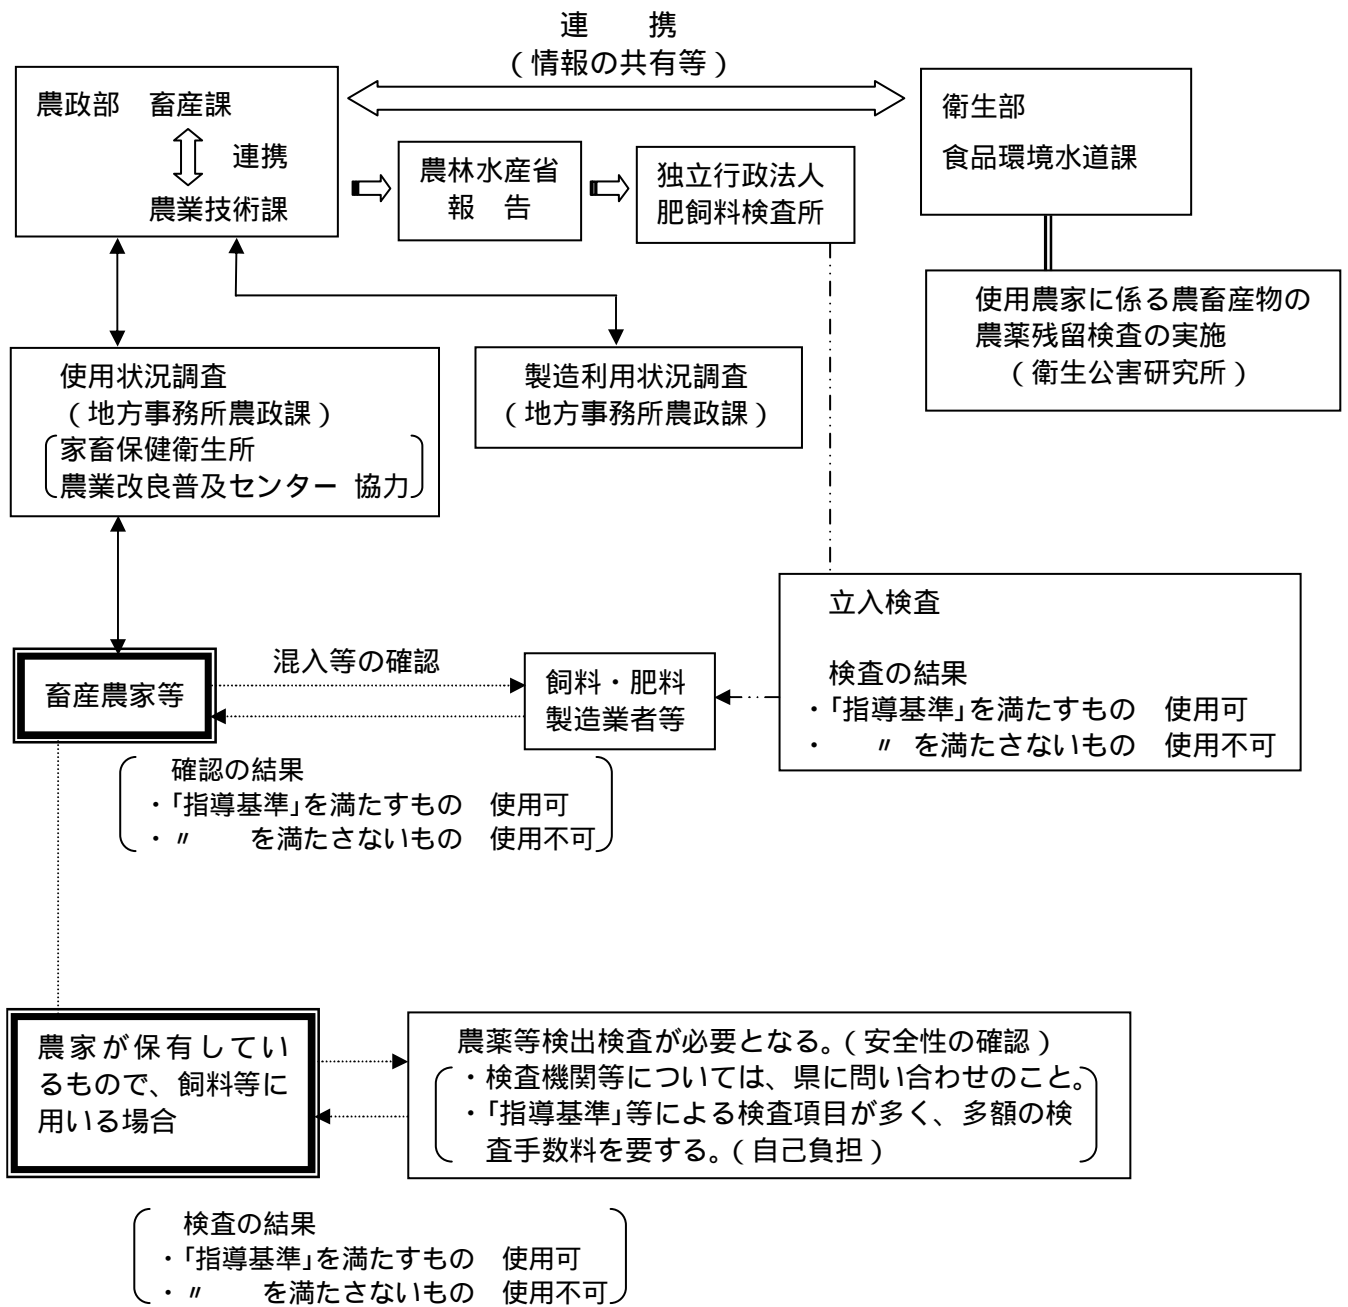 連　携
(情報の共有等)
農政部　畜産課
連携
農業技術課
農林水産省
報　告
独立行政法人
肥飼料検査所
衛生部
食品環境水道課
使用農家に係る農畜産物の
農薬残留検査の実施
(衛生公害研究所)
使用状況調査
(地方事務所農政課)
家畜保健衛生所
農業改良普及センター 協力
製造利用状況調査
(地方事務所農政課)
立入検査
検査の結果
・「指導基準」を満たすもの　使用可
・　〃 を満たさないもの　使用不可
畜産農家等
混入等の確認
飼料・肥料
製造業者等
確認の結果
・「指導基準」を満たすもの　使用可
・〃　を満たさないもの　使用不可
農家が保有してい
るもので、飼料等に
用いる場合
農薬等検出検査が必要となる。(安全性の確認)
・検査機関等については、県に問い合わせのこと。
・「指導基準」等による検査項目が多く、多額の検
査手数料を要する。(自己負担)
検査の結果
・「指導基準」を満たすもの　使用可
・〃　を満たさないもの　使用不可